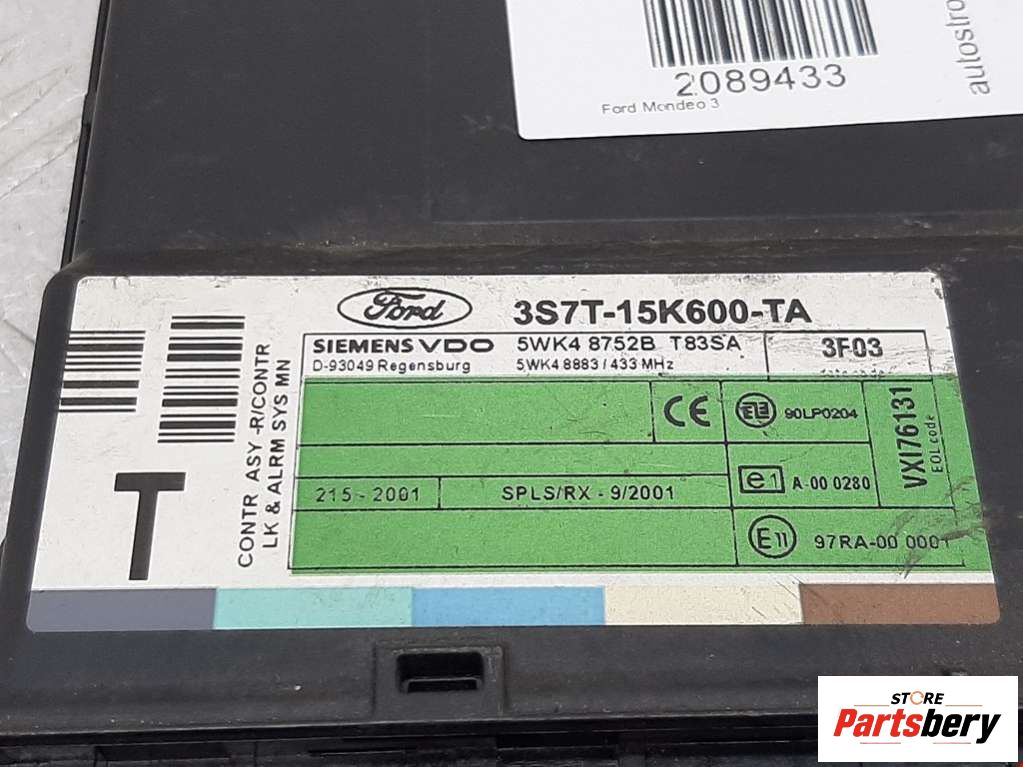 2089433
Ford Mondeo 3
autostro
Ford
3S7T-15K600-TA
SIEMENS VDO
D-93049 Regensburg
5WK4 8752B T83SA
5WK4 8883 / 433 MHz
3F03
CONTR ASY -R/CONTR
LK & ALRM SYS MN
T
CE
90LP0204
VXI76131
EOL code
215 - 2001
SPLS/RX - 9/2001
e1
A-00 0280
E11
97RA-00 0001
STORE
Partsbery